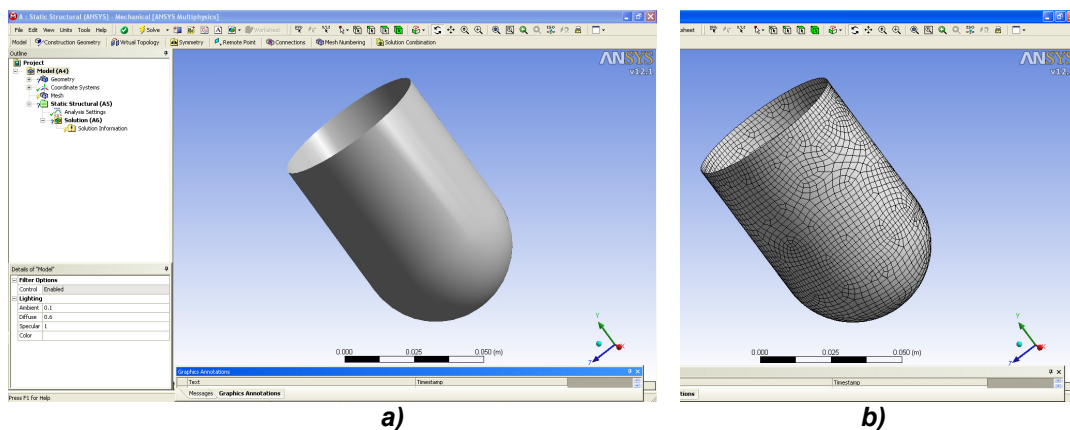 A : Static Structural (ANSYS) - Mechanical [ANSYS Multiphysics]
File Edit View Units Tools Help Solve Worksheet
Model Construction Geometry Virtual Topology Symmetry Remote Point Connections Mesh Numbering Solution Combination
Outline
Project
Model (A4)
Geometry
Coordinate Systems
Mesh
Static Structural (A5)
Analysis Settings
Solution (A6)
Solution Information
Details of "Model"
Filter Options
Control Enabled
Lighting
Ambient 0.1
Diffuse 0.6
Specular 1
Color
Press F1 for Help
ANSYS
v12.1
Y
X
Z
0.000 0.025 0.050 (m)
Graphics Annotations
Text Timestamp
Messages Graphics Annotations
a)
ANSYS
v12.1
Y
X
Z
0.000 0.025 0.050 (m)
Timestamp
tions
b)